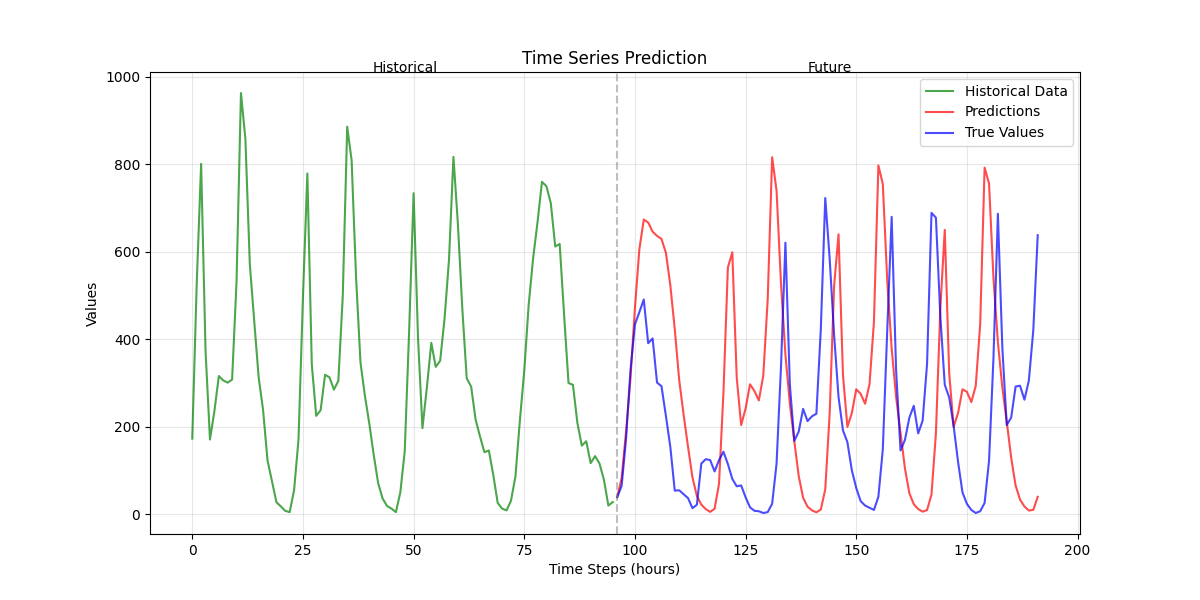 Time Series Prediction
Historical
Future
1000
800
600
400
200
0
Values
Historical Data
Predictions
True Values
0
25
50
75
100
125
150
175
200
Time Steps (hours)